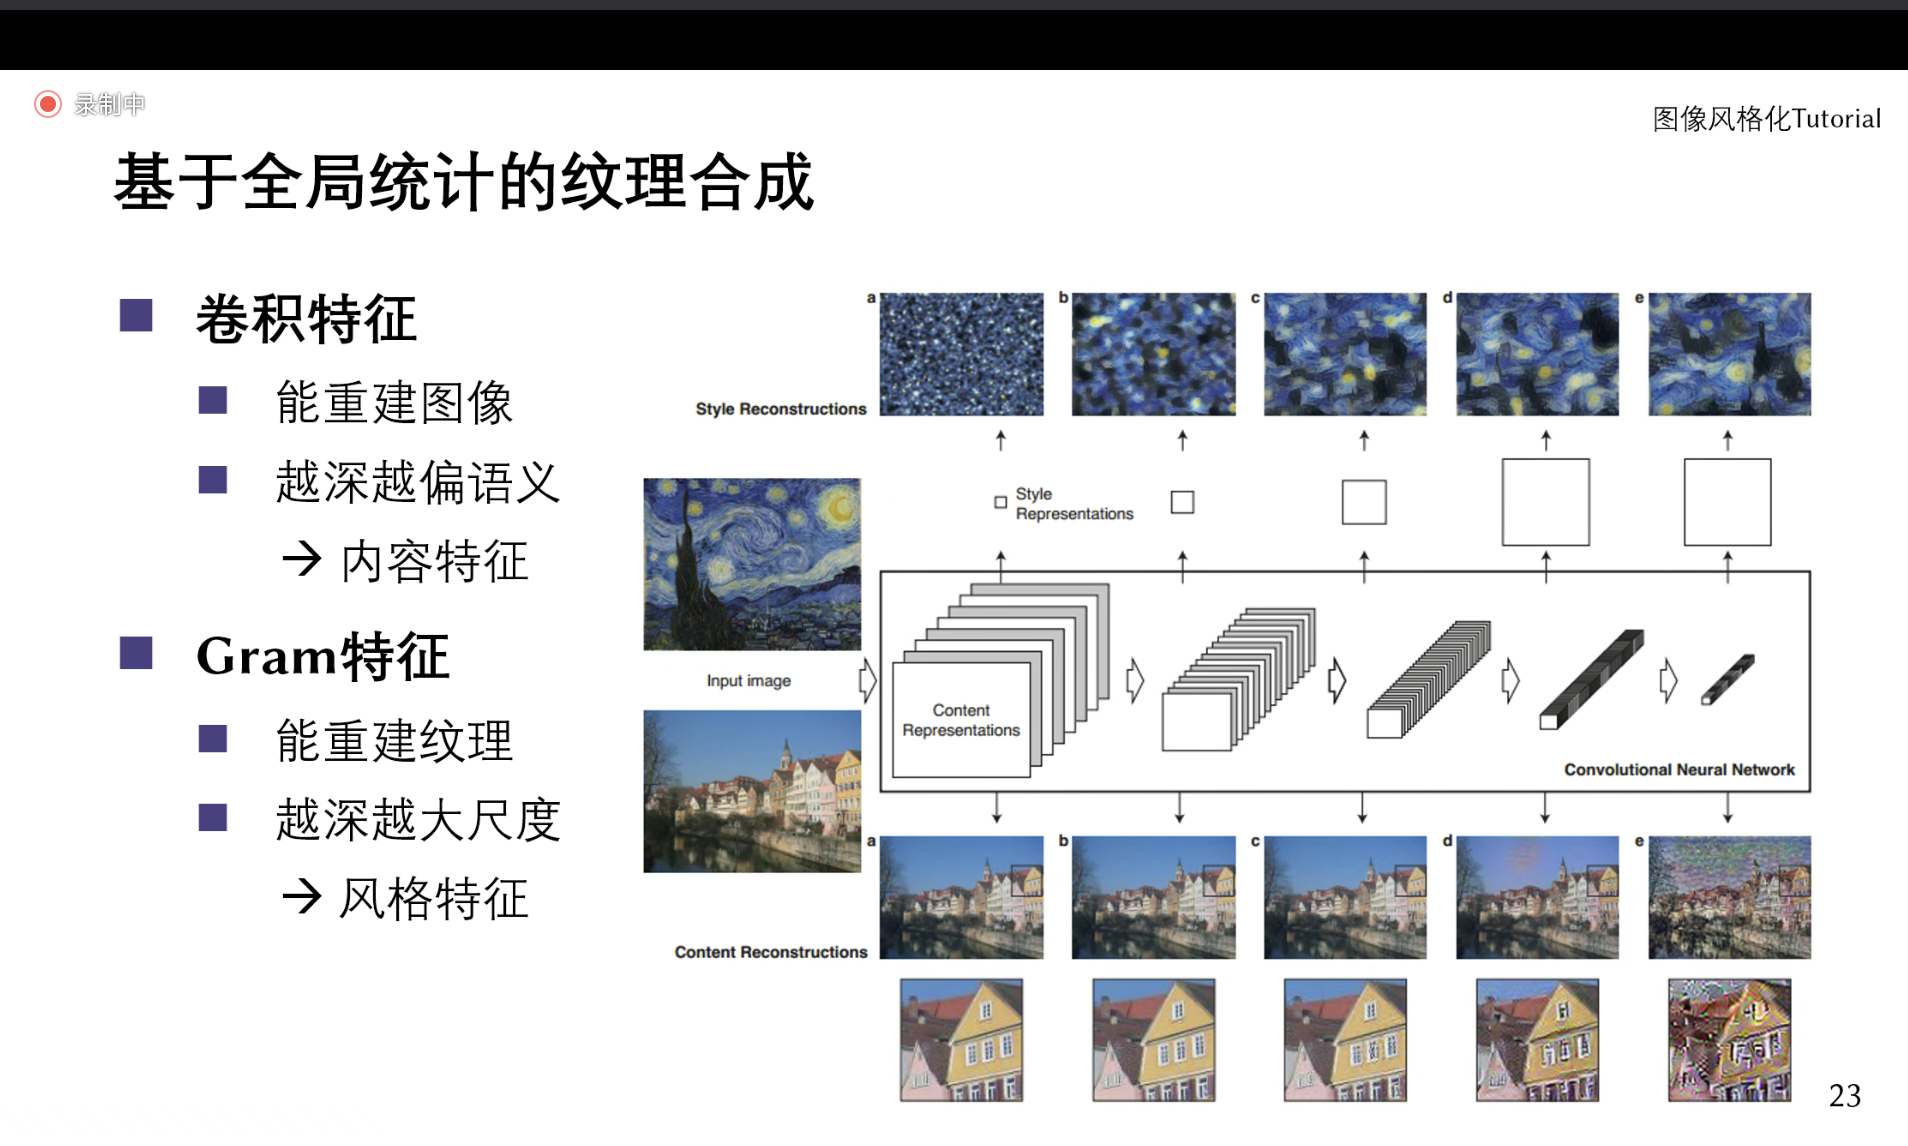 录制中
图像风格化Tutorial
基于全局统计的纹理合成
卷积特征
能重建图像
越深越偏语义
→ 内容特征
Gram特征
能重建纹理
越深越大尺度
→ 风格特征
a
b
c
d
e
Style Reconstructions
Style
Representations
Input image
Content
Representations
Convolutional Neural Network
a
b
c
d
e
Content Reconstructions
23